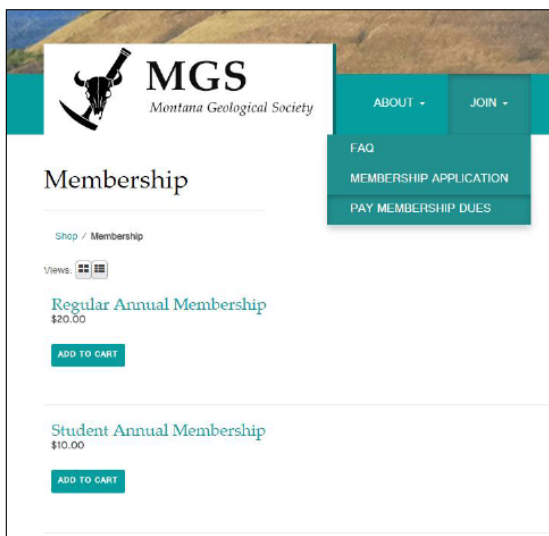 MGS
Montana Geological Society
ABOUT
JOIN
FAQ
MEMBERSHIP APPLICATION
PAY MEMBERSHIP DUES
Membership
Shop / Membership
Views:
Regular Annual Membership
$20.00
ADD TO CART
Student Annual Membership
$10.00
ADD TO CART